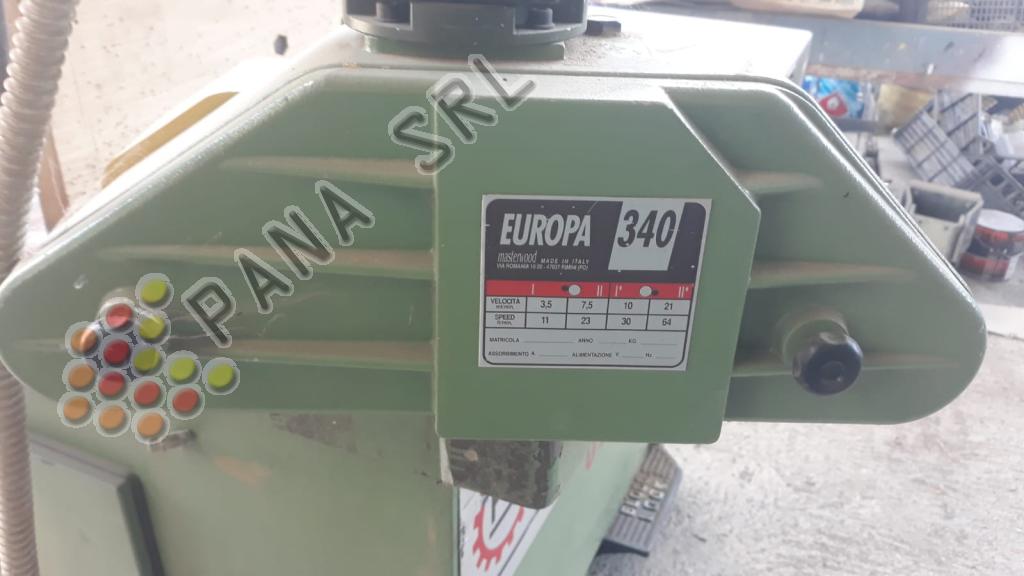 PANA SRL
EUROPA 340
masterwood MADE IN ITALY
VIA ROMANIA 18/20 - 47037 RIMINI (FO)
I II I* II*
VELOCITÀ 3,5 7,5 10 21
SPEED 11 23 30 64
MATRICOLA ANNO KG
ASSORBIMENTO A. ALIMENTAZIONE V. Hz